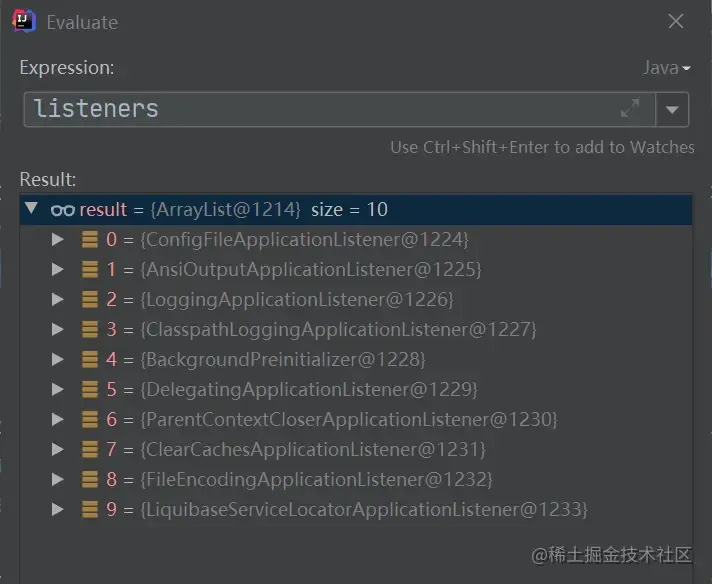 Evaluate
Expression:
Java
listeners
Use Ctrl+Shift+Enter to add to Watches
Result:
result = {ArrayList@1214} size = 10
0 = {ConfigFileApplicationListener@1224}
1 = {AnsiOutputApplicationListener@1225}
2 = {LoggingApplicationListener@1226}
3 = {ClasspathLoggingApplicationListener@1227}
4 = {BackgroundPreinitializer@1228}
5 = {DelegatingApplicationListener@1229}
6 = {ParentContextCloserApplicationListener@1230}
7 = {ClearCachesApplicationListener@1231}
8 = {FileEncodingApplicationListener@1232}
9 = {LiquibaseServiceLocatorApplicationListener@1233}
@稀土掘金技术社区